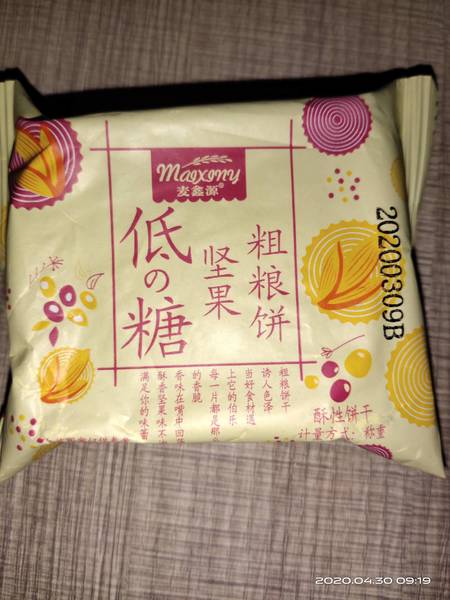 Maixiny
麦鑫源®
低の糖
坚果
粗粮饼
20200309B
粗粮饼干
诱人色泽
当好食材遇
上它的伯乐
每一片都是那
的香脆
香味在嘴中回
酥香坚果味不
满足你的味蕾
酥性饼干
计量方式：称重
2020.04.30 09:19